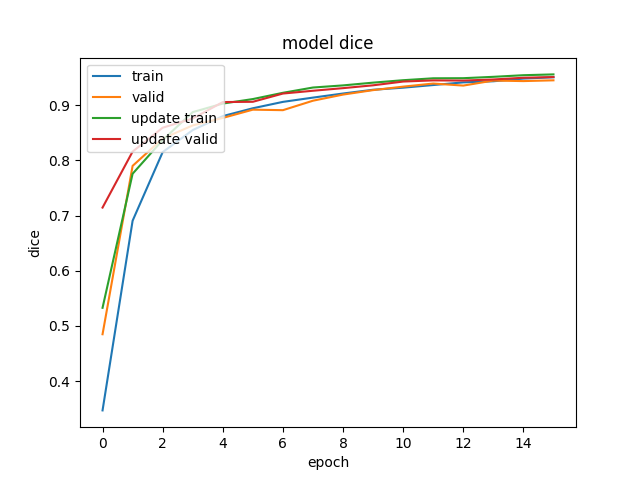 model dice
train
valid
update train
update valid
dice
0.9
0.8
0.7
0.6
0.5
0.4
0 2 4 6 8 10 12 14
epoch